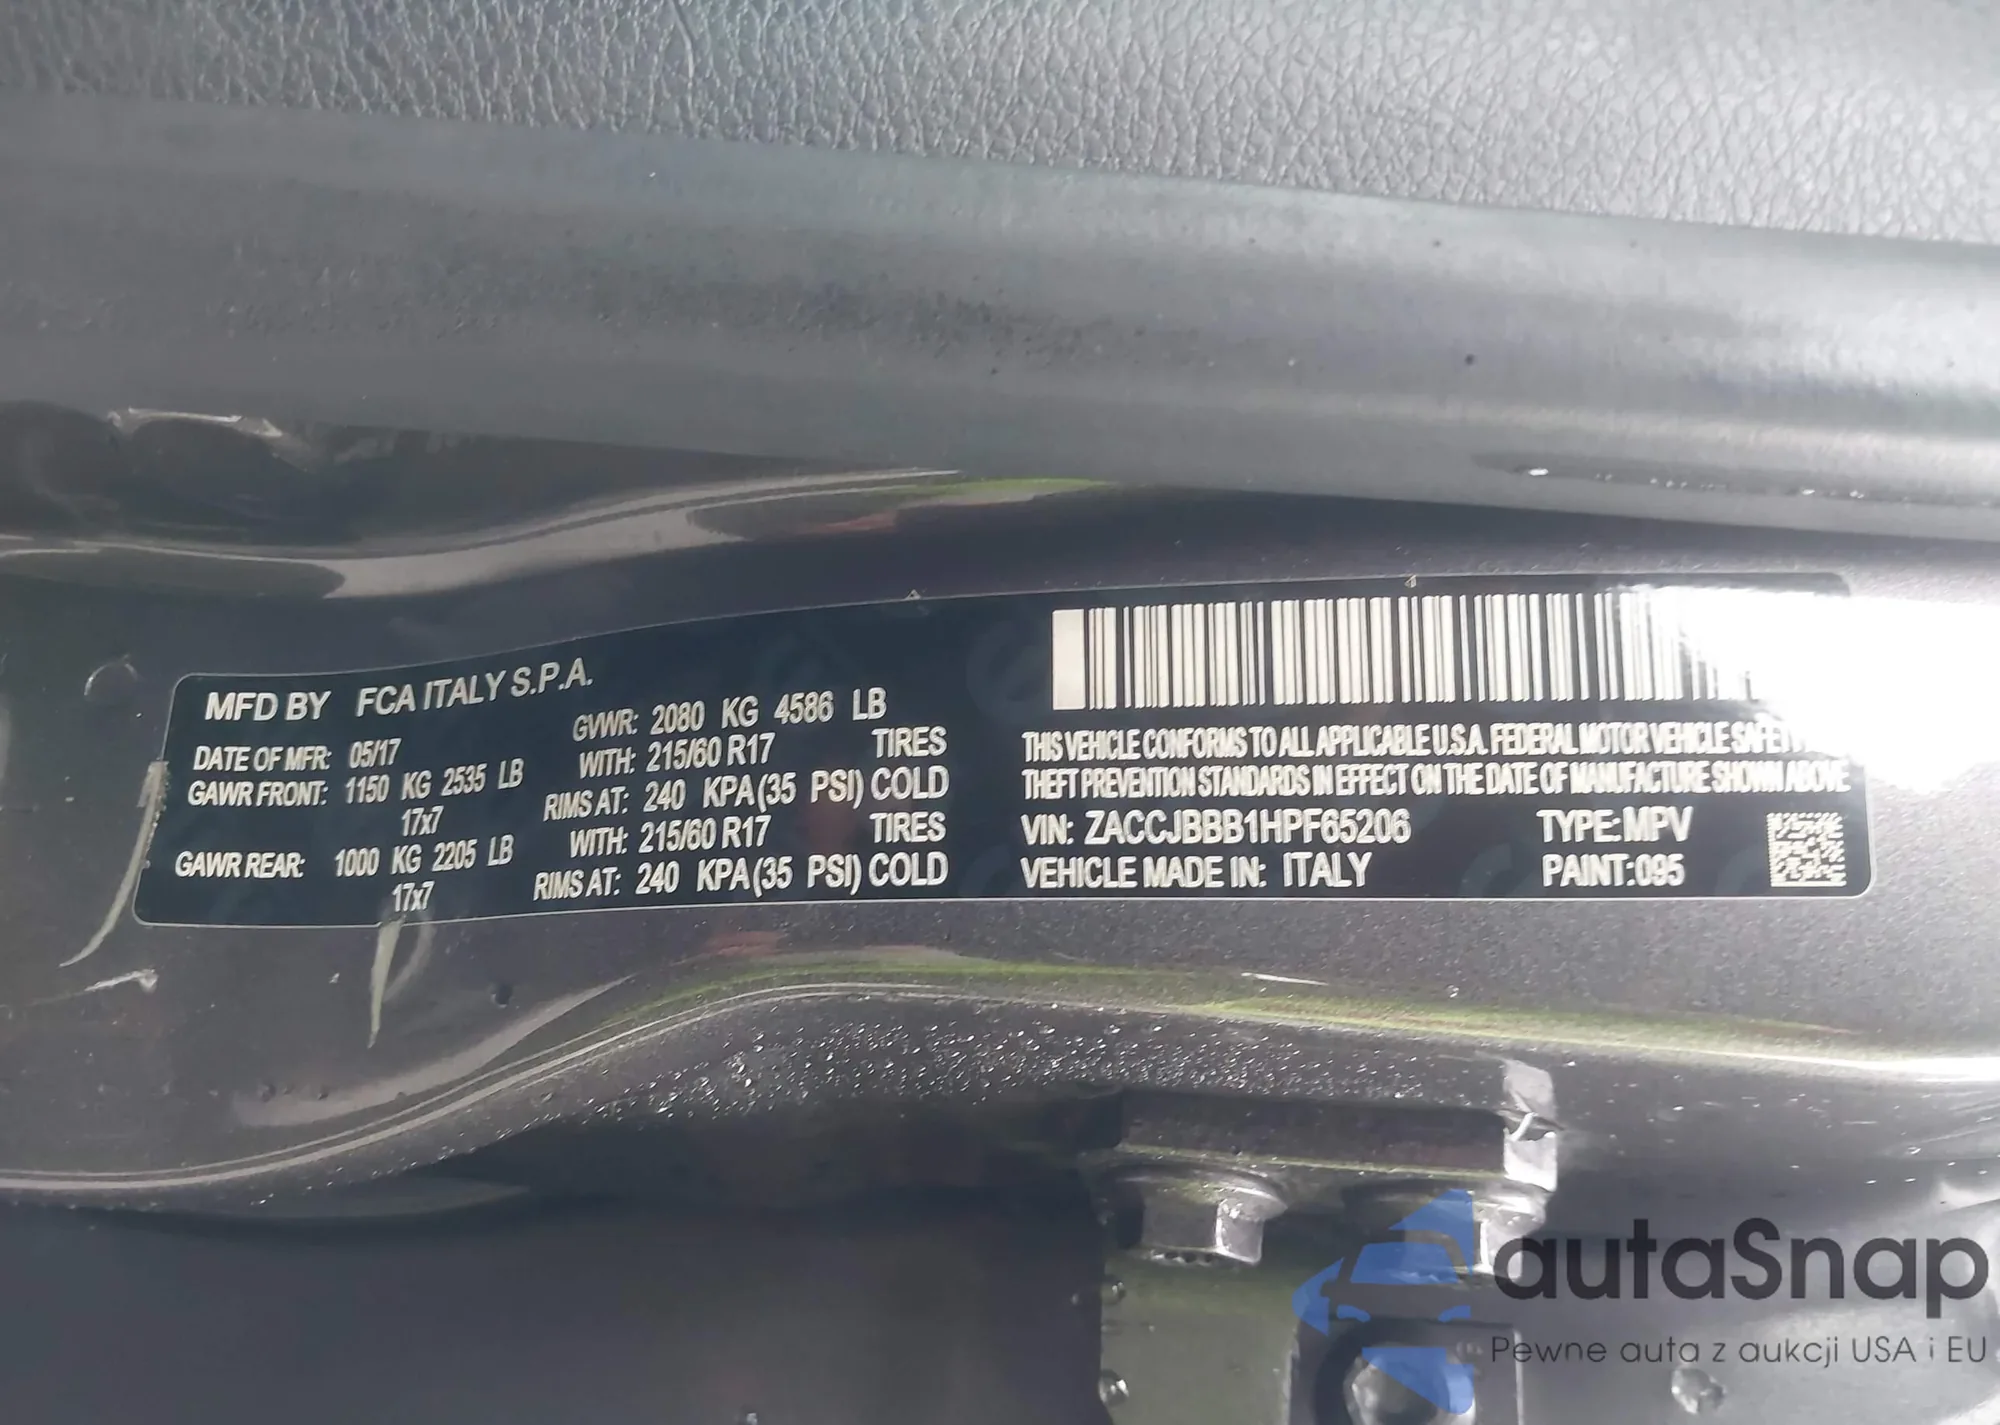 MFD BY FCA ITALY S.P.A.
DATE OF MFR: 05/17 GVWR: 2080 KG 4586 LB
GAWR FRONT: 1150 KG 2535 LB WITH: 215/60 R17 TIRES
17x7 RIMS AT: 240 KPA (35 PSI) COLD
GAWR REAR: 1000 KG 2205 LB WITH: 215/60 R17 TIRES
17x7 RIMS AT: 240 KPA (35 PSI) COLD
THIS VEHICLE CONFORMS TO ALL APPLICABLE U.S.A. FEDERAL MOTOR VEHICLE
THEFT PREVENTION STANDARDS IN EFFECT ON THE DATE OF MANUFACTURE SHOWN ABOVE
VIN: ZACCJBBB1HPF65206 TYPE: MPV
VEHICLE MADE IN: ITALY PAINT: 095
autaSnap
Pewne auta z aukcji USA i EU